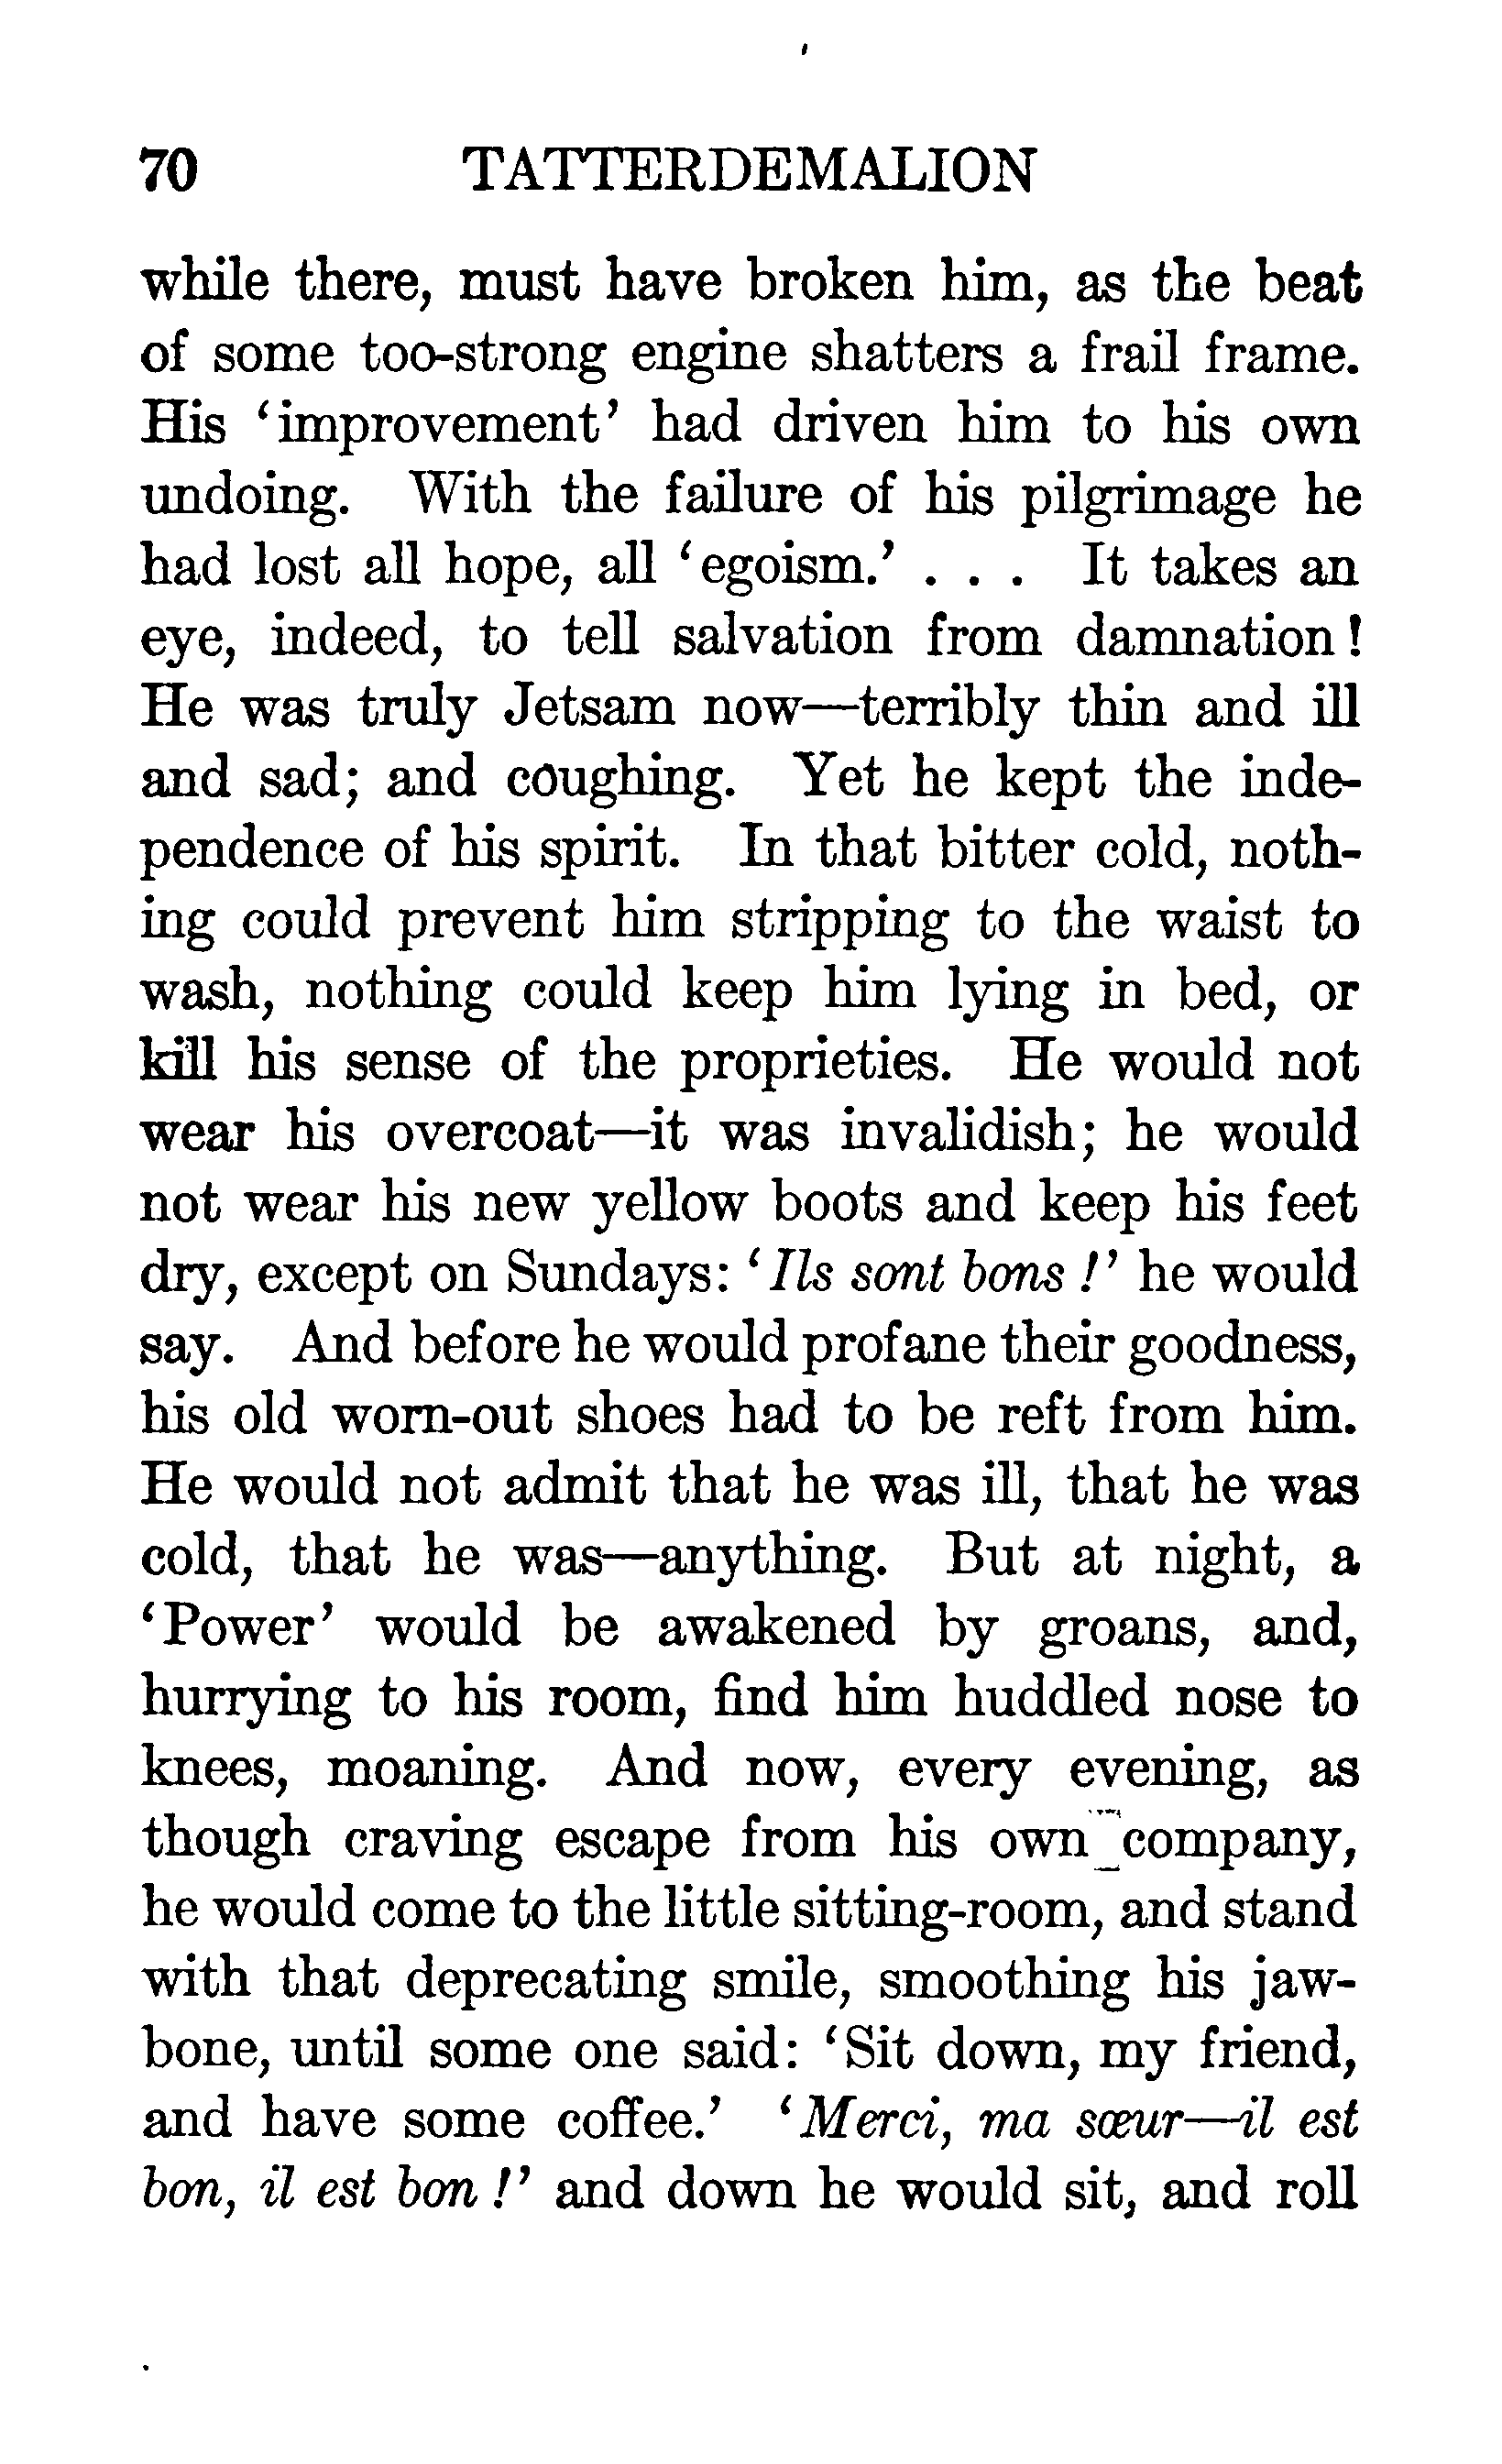 70 TATTERDEMALION
while there, must have broken him, as the beat
of some too-strong engine shatters a frail frame.
His ‘improvement’ had driven him to his own
undoing. With the failure of his pilgrimage he
had lost all hope, all ‘egoism.’ . . . It takes an
eye, indeed, to tell salvation from damnation!
He was truly Jetsam now—terribly thin and ill
and sad; and coughing. Yet he kept the inde-
pendence of his spirit. In that bitter cold, noth-
ing could prevent him stripping to the waist to
wash, nothing could keep him lying in bed, or
kill his sense of the proprieties. He would not
wear his overcoat—it was invalidish; he would
not wear his new yellow boots and keep his feet
dry, except on Sundays: ‘Ils sont bons!’ he would
say. And before he would profane their goodness,
his old worn-out shoes had to be reft from him.
He would not admit that he was ill, that he was
cold, that he was—anything. But at night, a
‘Power’ would be awakened by groans, and,
hurrying to his room, find him huddled nose to
knees, moaning. And now, every evening, as
though craving escape from his own company,
he would come to the little sitting-room, and stand
with that deprecating smile, smoothing his jaw-
bone, until some one said: ‘Sit down, my friend,
and have some coffee.’ ‘Merci, ma sœur—il est
bon, il est bon!’ and down he would sit, and roll